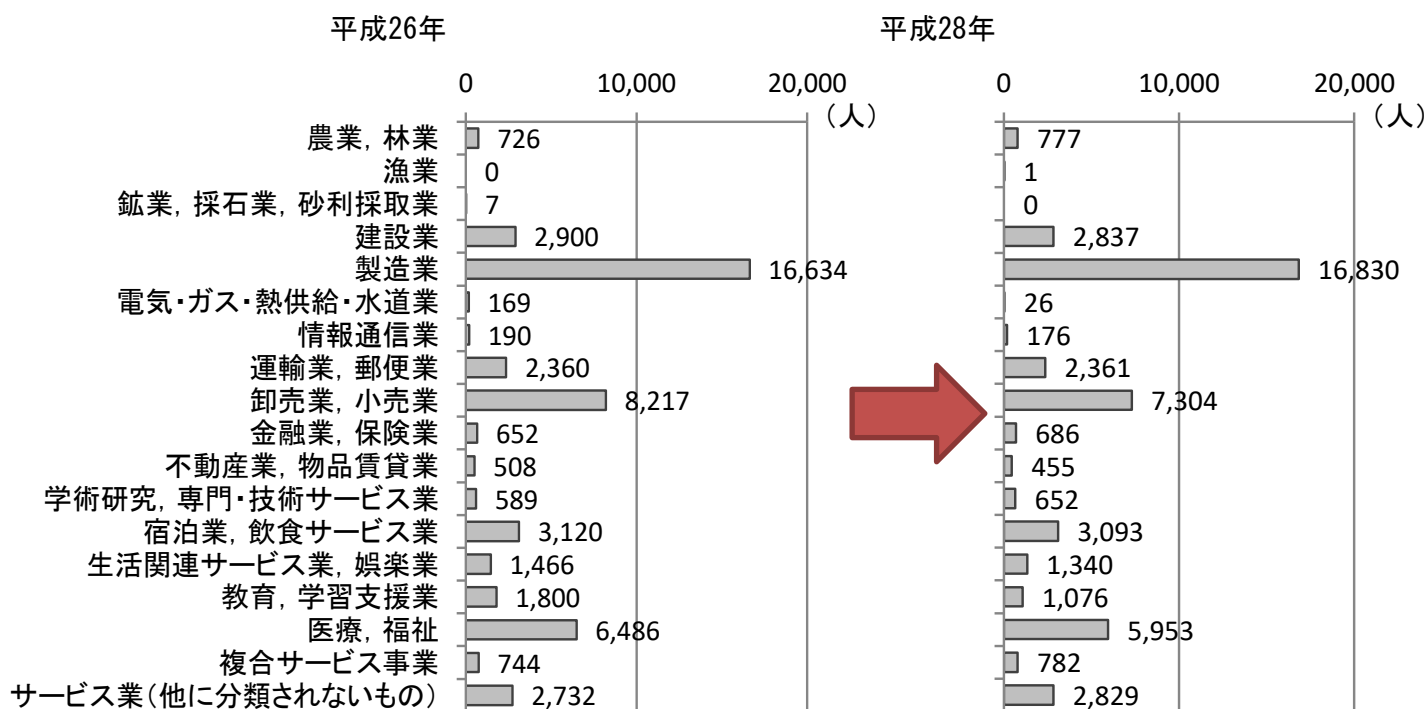 平成26年 平成28年
0 10,000 20,000 0 10,000 20,000
(人) (人)
農業, 林業 726 777
漁業 0 1
鉱業, 採石業, 砂利採取業 7 0
建設業 2,900 2,837
製造業 16,634 16,830
電気・ガス・熱供給・水道業 169 26
情報通信業 190 176
運輸業, 郵便業 2,360 2,361
卸売業, 小売業 8,217 7,304
金融業, 保険業 652 686
不動産業, 物品賃貸業 508 455
学術研究, 専門・技術サービス業 589 652
宿泊業, 飲食サービス業 3,120 3,093
生活関連サービス業, 娯楽業 1,466 1,340
教育, 学習支援業 1,800 1,076
医療, 福祉 6,486 5,953
複合サービス事業 744 782
サービス業(他に分類されないもの) 2,732 2,829